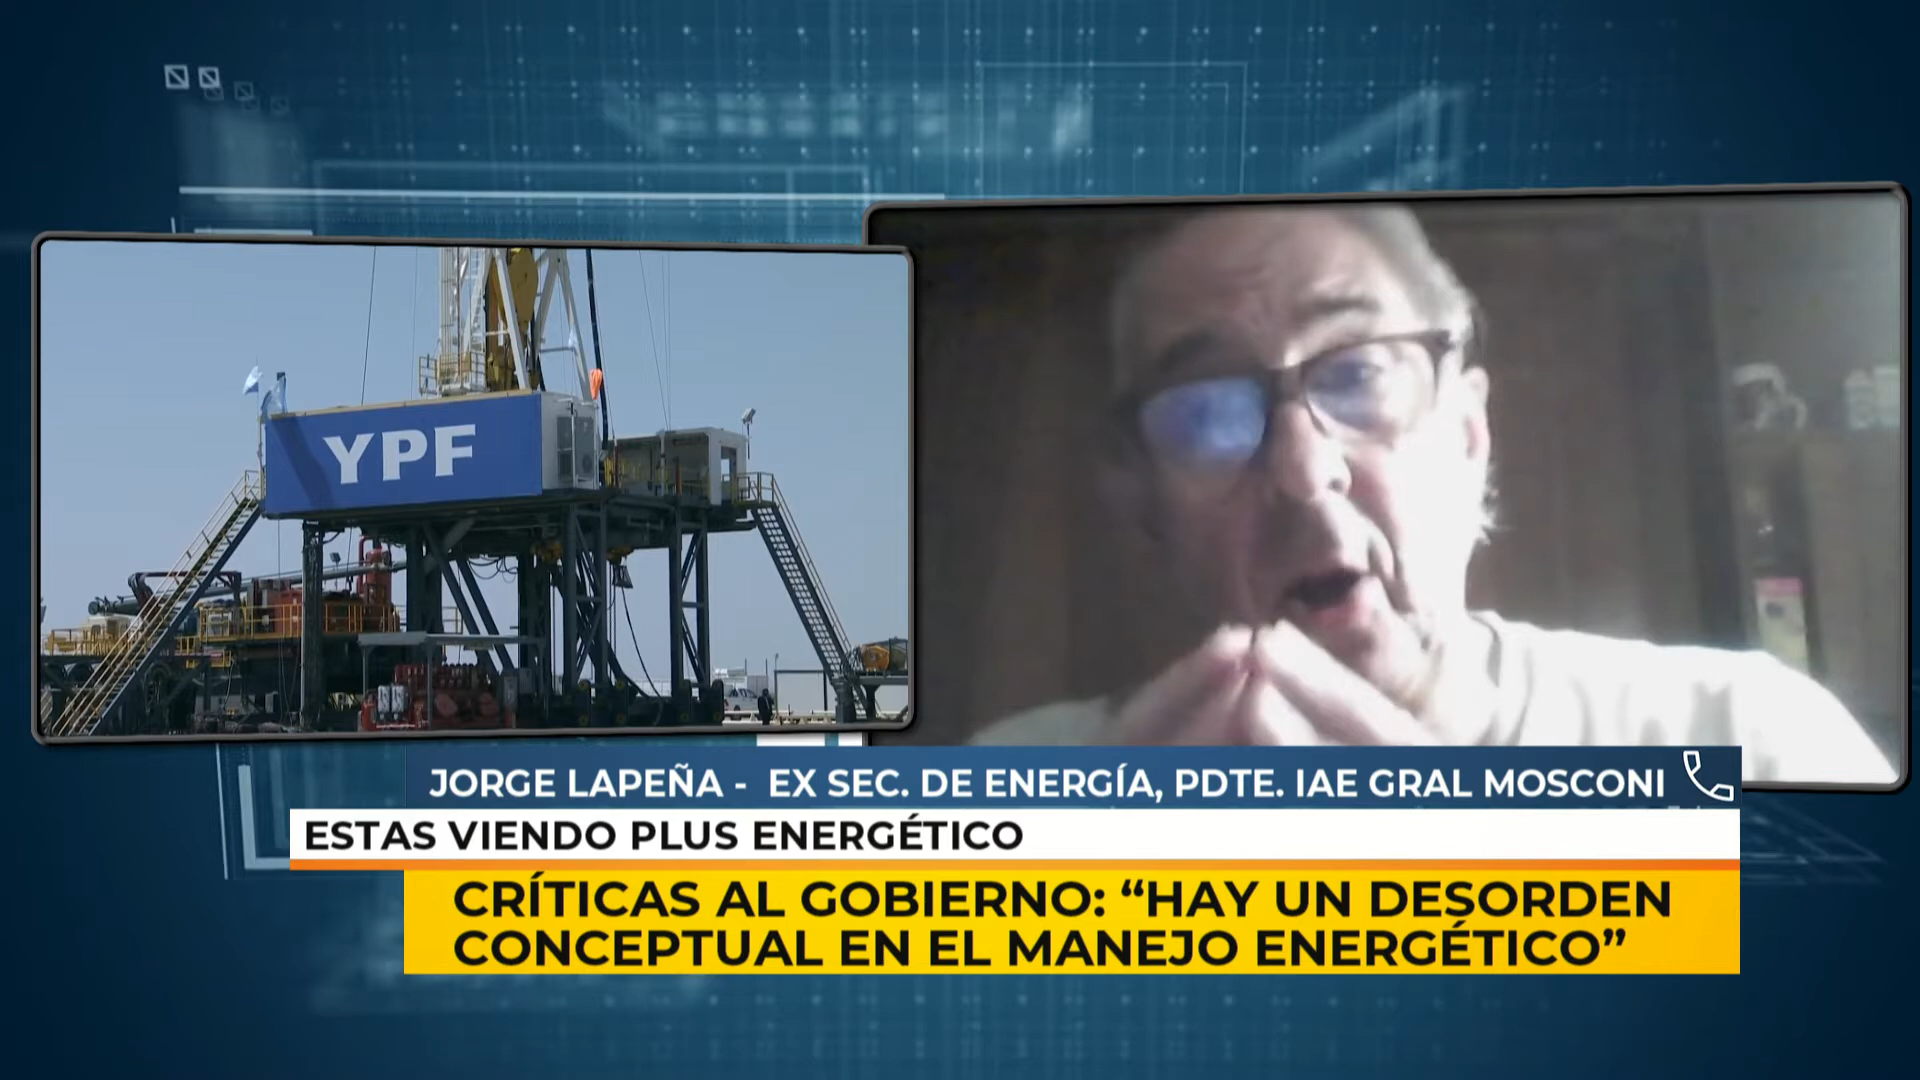 YPF
JORGE LAPEÑA - EX SEC. DE ENERGÍA, PDTE. IAE GRAL MOSCONI
ESTAS VIENDO PLUS ENERGÉTICO
CRÍTICAS AL GOBIERNO: “HAY UN DESORDEN
CONCEPTUAL EN EL MANEJO ENERGÉTICO”